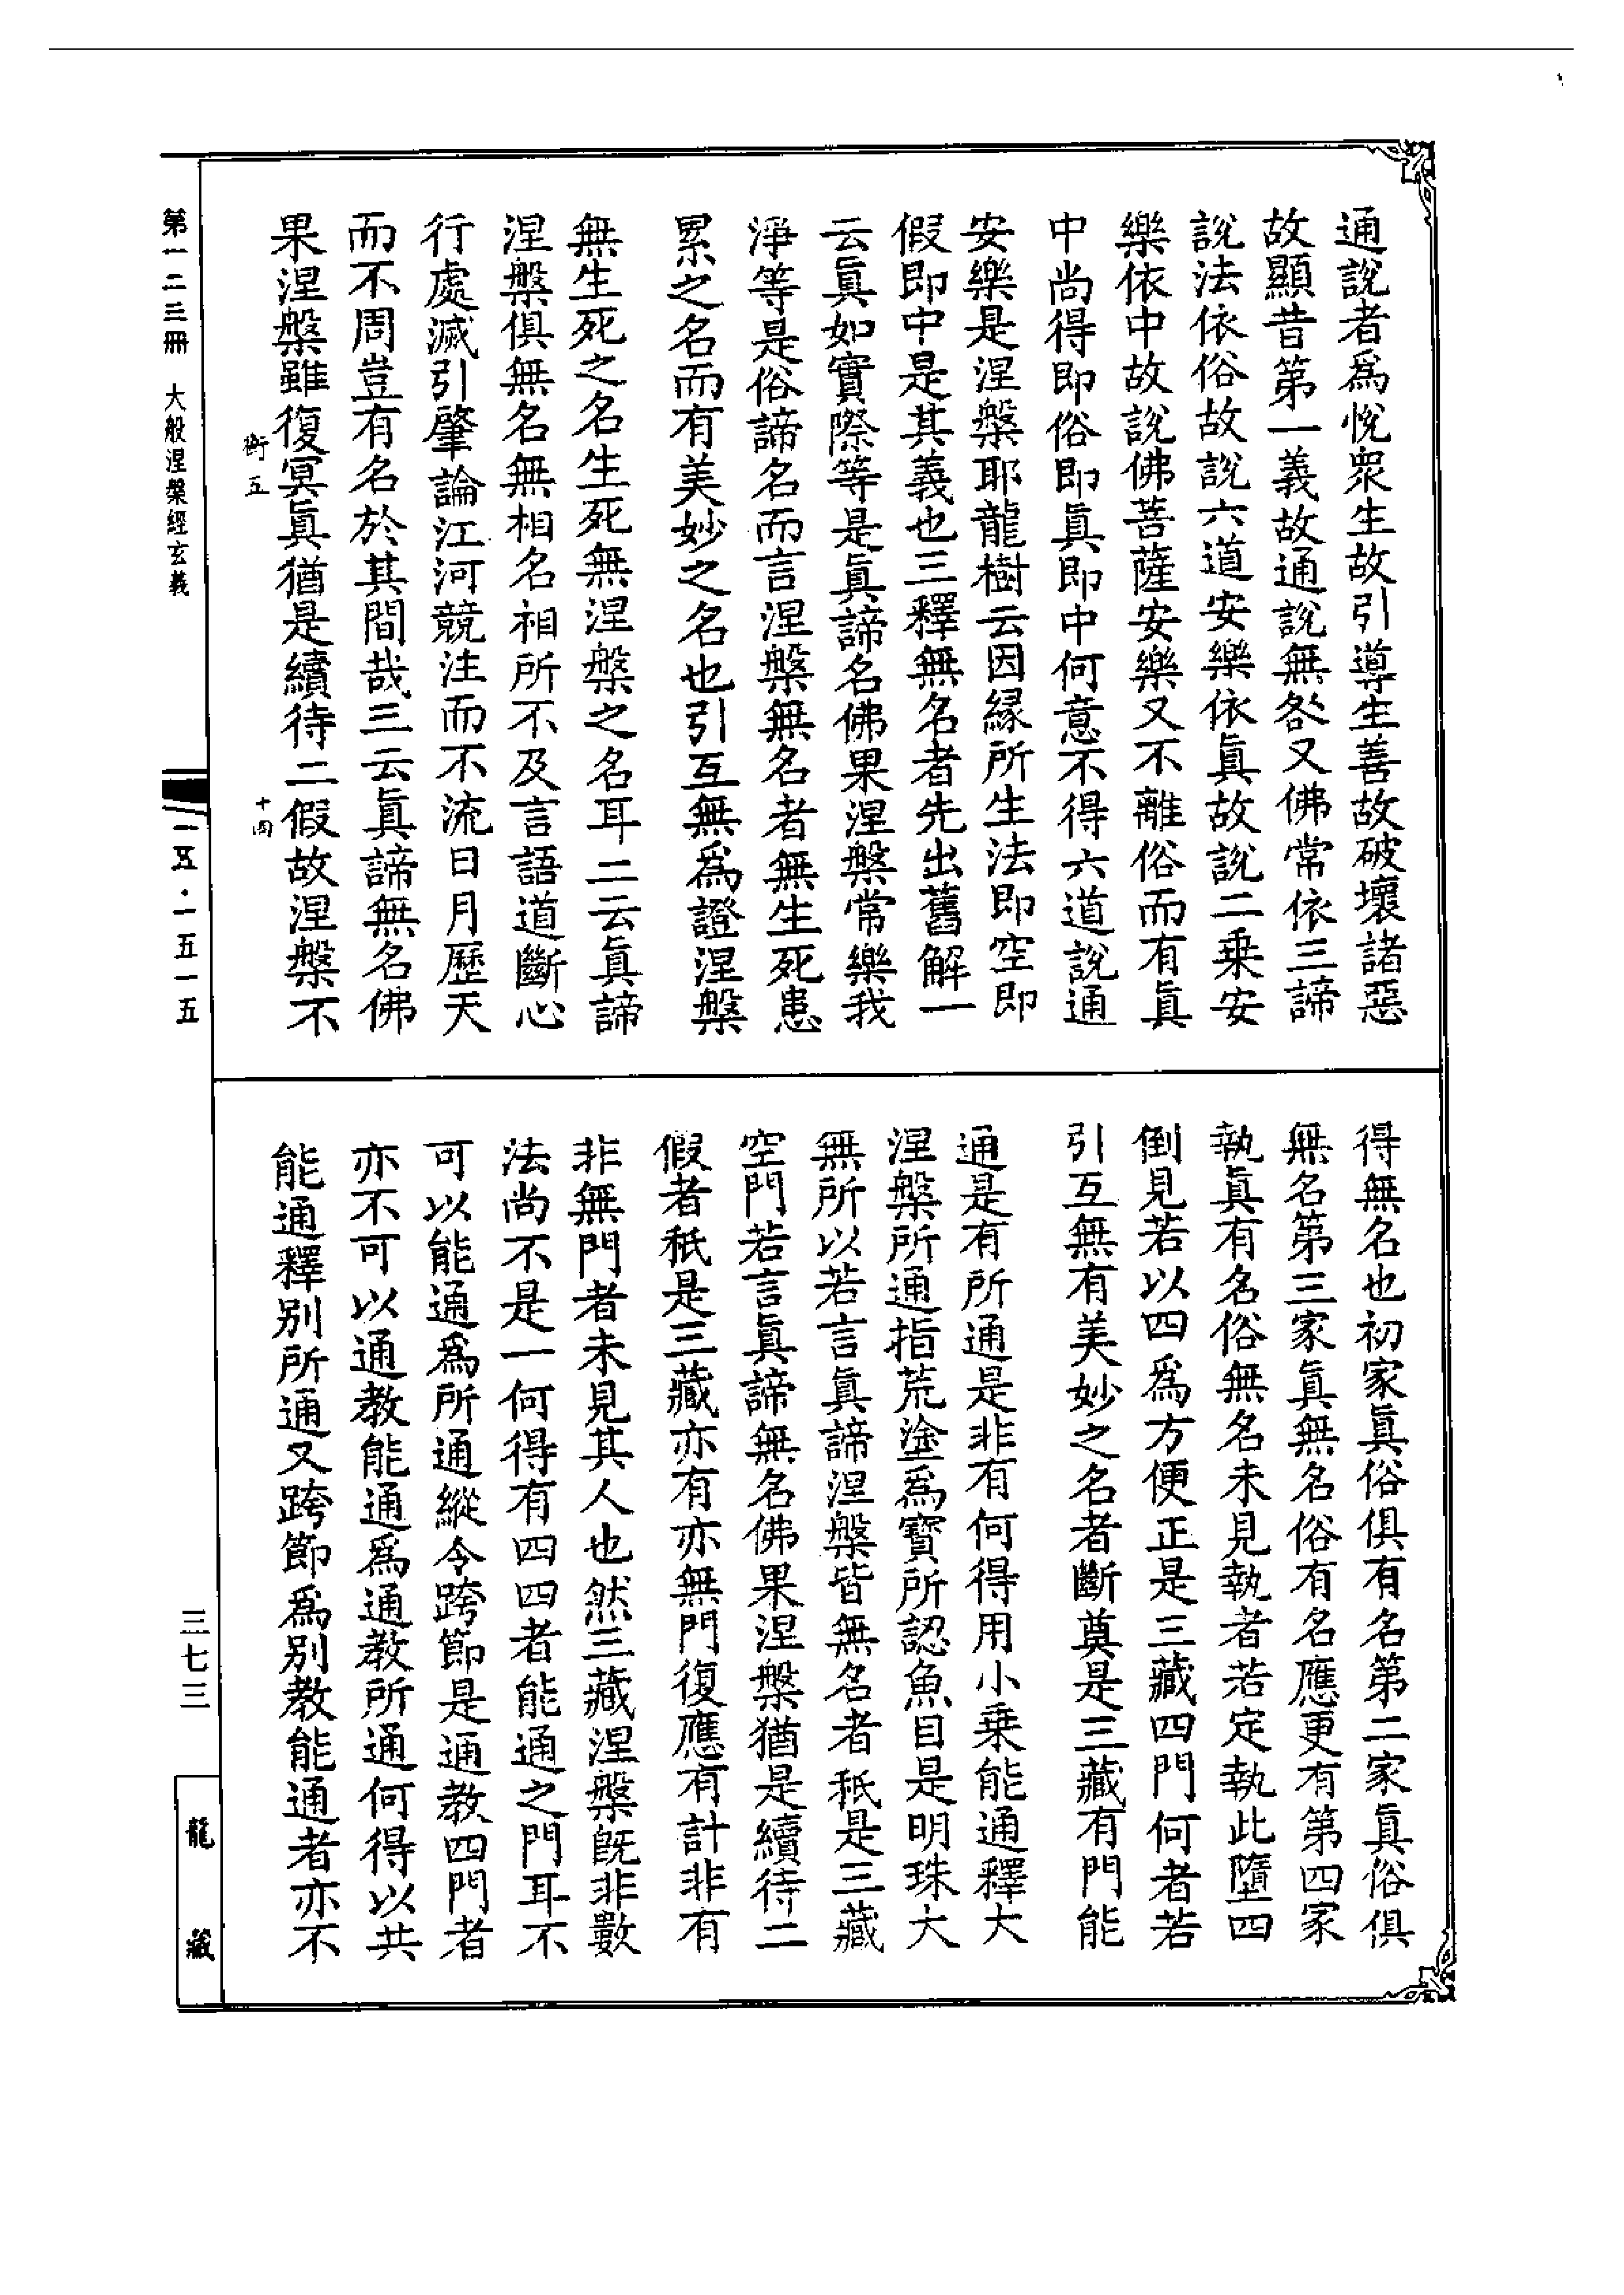 通說者爲悅衆生故引導生善故破壞諸惡
故顯昔第一義故通說無咎又佛常依三諦
說法依俗故說六道安樂依眞故說二乗安
樂依中故說佛菩薩安樂又不離俗而有眞
中尚得即俗即眞即中何意不得六道說通
安樂是涅槃耶龍樹云因緣所生法即空即
假即中是其義也三釋無名者先出舊解一
云眞如實際等是眞諦名佛果涅槃常樂我
淨等是俗諦名而言涅槃無名者無生死患
累之名而有美妙之名也引互無爲證涅槃
無生死之名生死無涅槃之名耳二云眞諦
涅槃俱無名無相名相所不及言語道斷心
行處滅引肇論江河競注而不流日月歷天
而不周豈有名於其間哉三云眞諦無名佛
果涅槃雖復冥眞猶是續待二假故涅槃不
得無名也初家眞俗俱有名第二家眞俗俱
無名第三家眞無名俗有名應更有第四家
執眞有名俗無名未見執者若定執此墮四
倒見若以四爲方便正是三藏四門何者若
引互無有美妙之名者斷奠是三藏有門能
通是有所通是非有何得用小乗能通釋大
涅槃所通指荒塗爲寶所認魚目是明珠大
無所以若言眞諦涅槃皆無名者秖是三藏
空門若言眞諦無名佛果涅槃猶是續待二
假者秖是三藏亦有亦無門復應有計非有
非無門者未見其人也然三藏涅槃旣非數
法尚不是一何得有四四者能通之門耳不
可以能通爲所通縱今跨節是通教四門者
亦不可以通教能通爲通教所通何得以共
能通釋别所通又跨節爲别教能通者亦不
衡五
十四
第一二三冊 大般涅槃經玄義
一五五·一五一五
三七三
龍藏